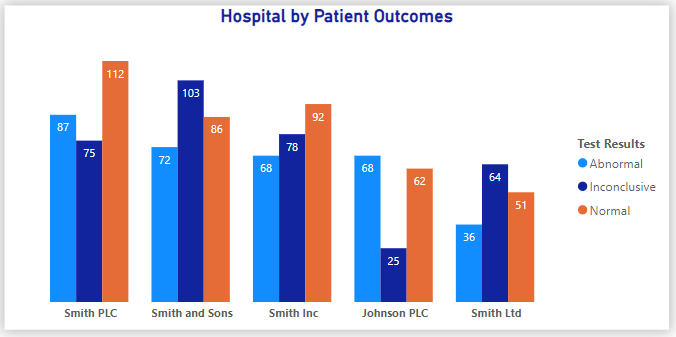 Hospital by Patient Outcomes
112
103
92
87
86
78
75
72
68
68
62
64
51
36
25
Test Results
Abnormal
Inconclusive
Normal
Smith PLC
Smith and Sons
Smith Inc
Johnson PLC
Smith Ltd